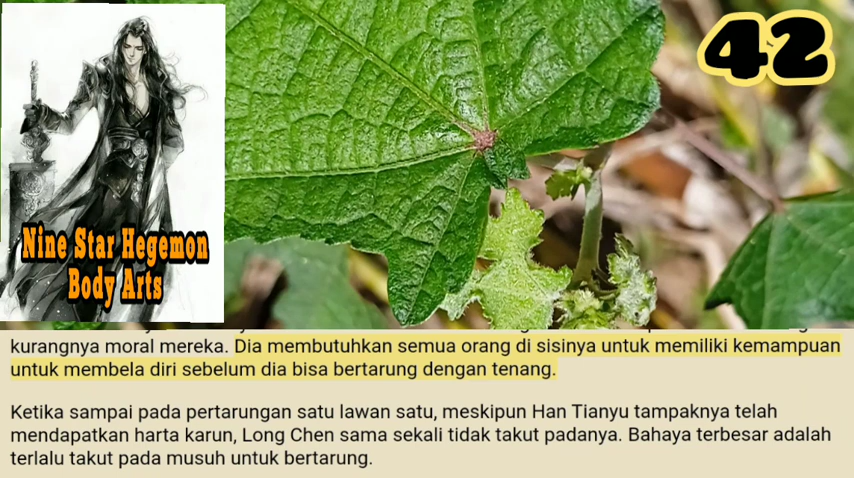 42
Nine Star Hegemon
Body Arts
kurangnya moral mereka. Dia membutuhkan semua orang di sisinya untuk memiliki kemampuan
untuk membela diri sebelum dia bisa bertarung dengan tenang.
Ketika sampai pada pertarungan satu lawan satu, meskipun Han Tianyu tampaknya telah
mendapatkan harta karun, Long Chen sama sekali tidak takut padanya. Bahaya terbesar adalah
terlalu takut pada musuh untuk bertarung.